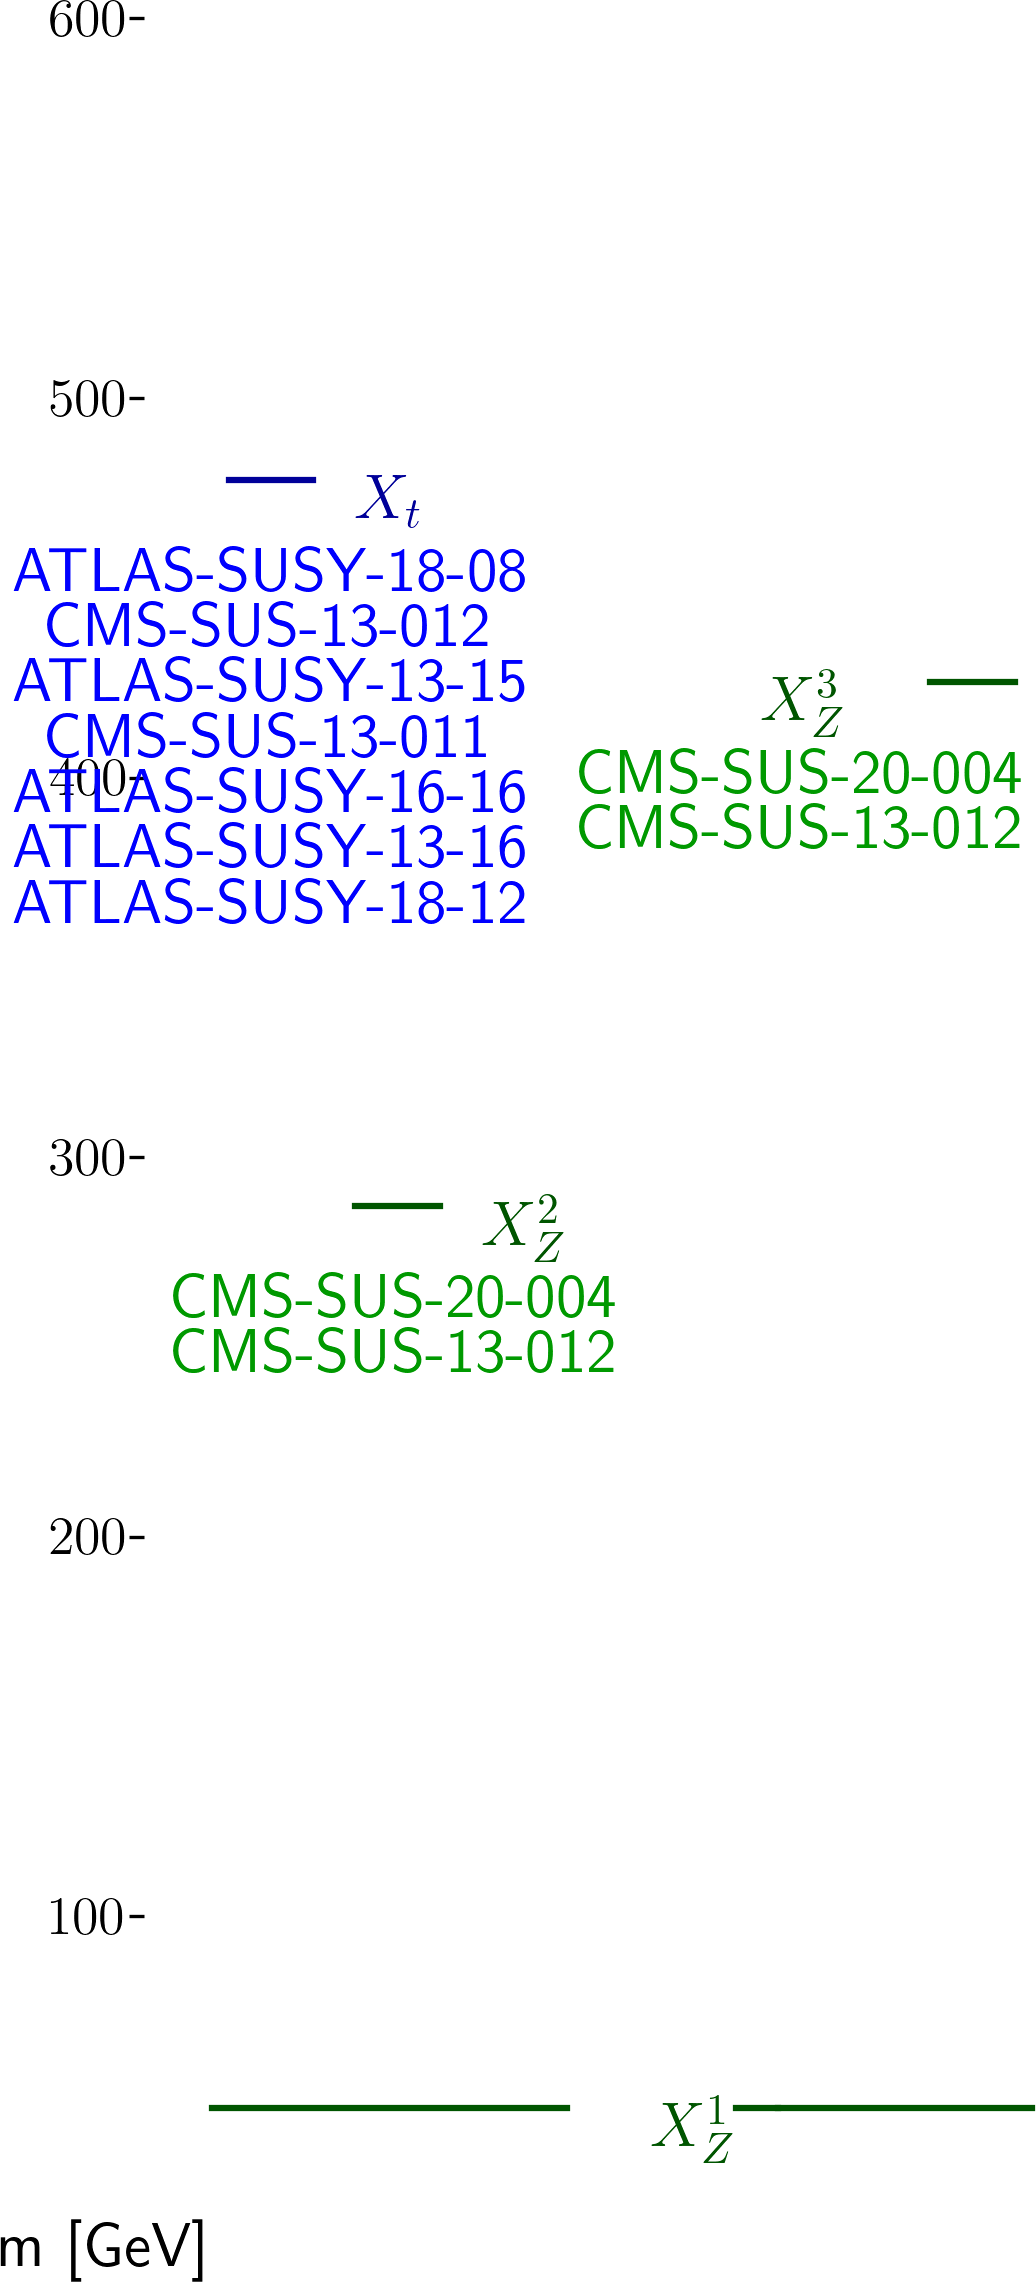 600-
500-
X_t
ATLAS-SUSY-18-08
CMS-SUS-13-012
ATLAS-SUSY-13-15
X_Z^3
CMS-SUS-13-011
400-
CMS-SUS-20-004
ATLAS-SUSY-16-16
CMS-SUS-13-012
ATLAS-SUSY-13-16
ATLAS-SUSY-18-12
300-
X_Z^2
CMS-SUS-20-004
CMS-SUS-13-012
200-
100-
X_Z^1
m [GeV]